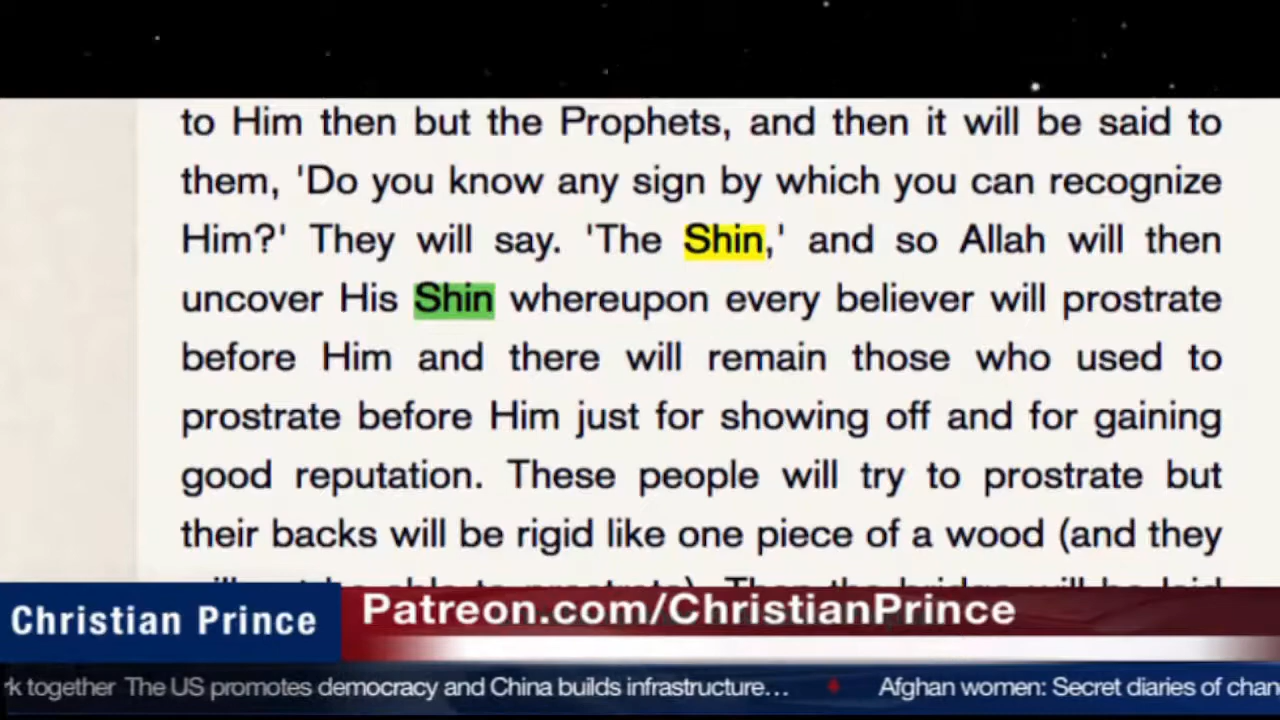 to Him then but the Prophets, and then it will be said to
them, 'Do you know any sign by which you can recognize
Him?' They will say. 'The Shin,' and so Allah will then
uncover His Shin whereupon every believer will prostrate
before Him and there will remain those who used to
prostrate before Him just for showing off and for gaining
good reputation. These people will try to prostrate but
their backs will be rigid like one piece of a wood (and they
Christian Prince
Patreon.com/ChristianPrince
k together The US promotes democracy and China builds infrastructure... Afghan women: Secret diaries of chan